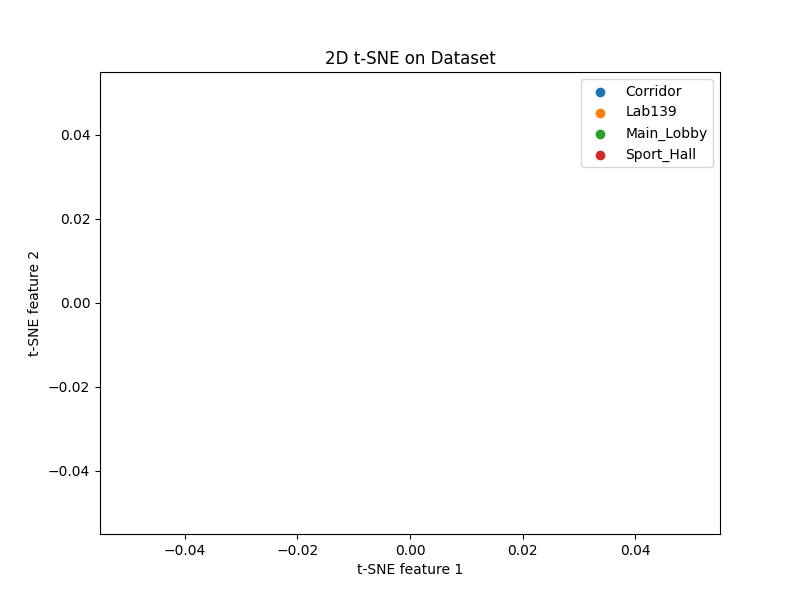 2D t-SNE on Dataset
Corridor
Lab139
Main_Lobby
Sport_Hall
t-SNE feature 2
0.04
0.02
0.00
−0.02
−0.04
−0.04
−0.02
0.00
0.02
0.04
t-SNE feature 1